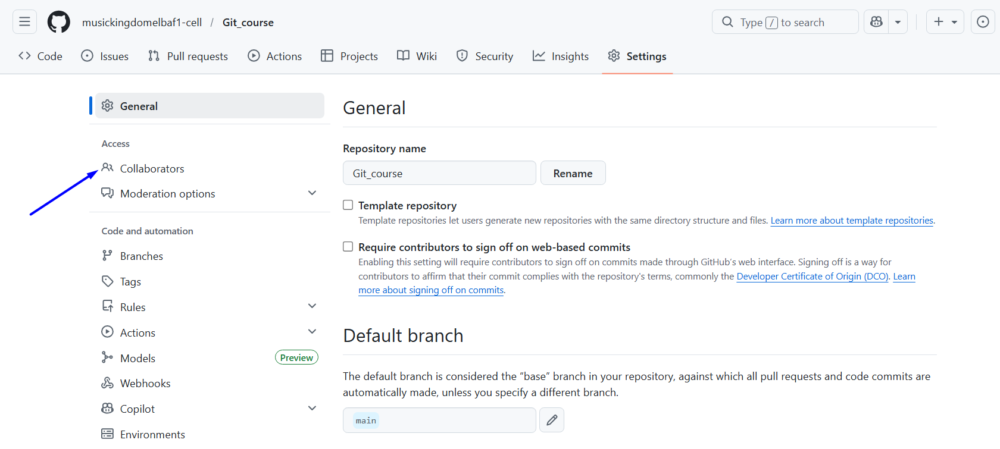 musickingdomelbaf1-cell / Git_course
Type / to search
Code Issues Pull requests Actions Projects Wiki Security Insights Settings
General
Access
Collaborators
Moderation options
Code and automation
Branches
Tags
Rules
Actions
Models Preview
Webhooks
Copilot
Environments
General
Repository name
Git_course Rename
Template repository
Template repositories let users generate new repositories with the same directory structure and files. Learn more about template repositories.
Require contributors to sign off on web-based commits
Enabling this setting will require contributors to sign off on commits made through GitHub's web interface. Signing off is a way for
contributors to affirm that their commit complies with the repository's terms, commonly the Developer Certificate of Origin (DCO). Learn
more about signing off on commits.
Default branch
The default branch is considered the “base” branch in your repository, against which all pull requests and code commits are
automatically made, unless you specify a different branch.
main